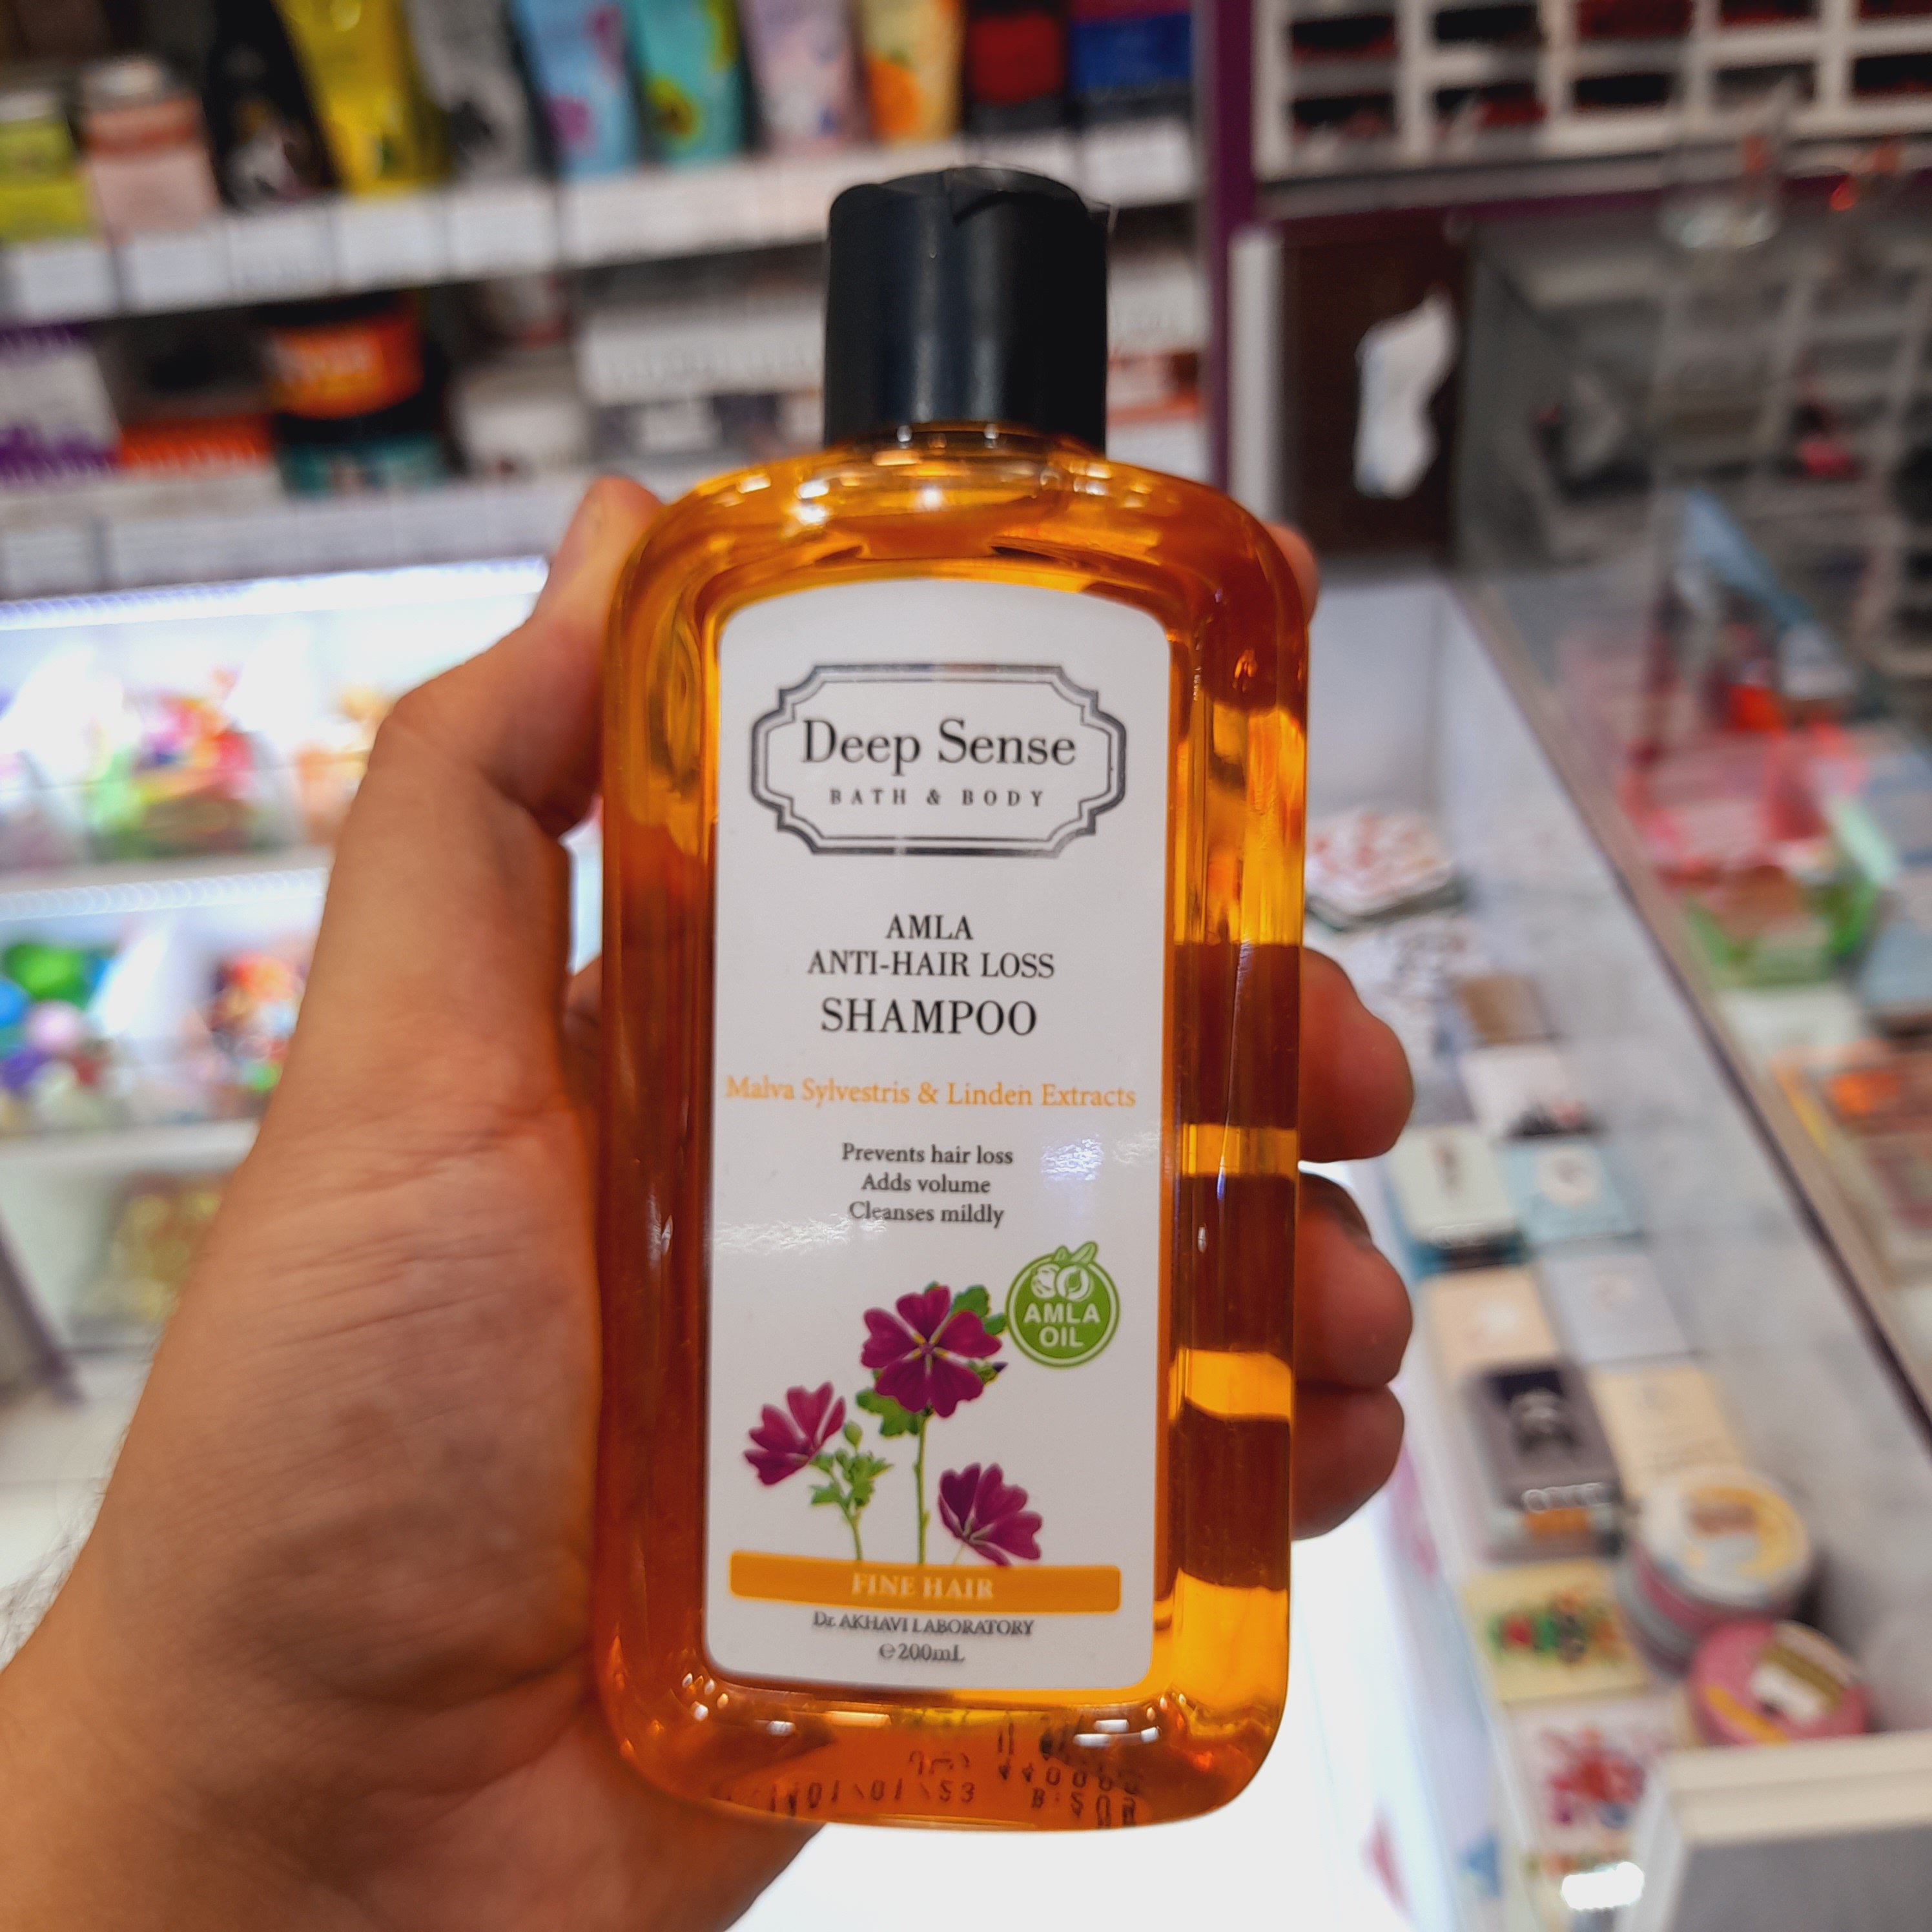 Deep Sense
BATH & BODY
AMLA
ANTI-HAIR LOSS
SHAMPOO
Malva Sylvestris & Linden Extracts
Prevents hair loss
Adds volume
Cleanses mildly
AMLA
OIL
FINE HAIR
Dr. AKHAVI LABORATORY
℮200mL